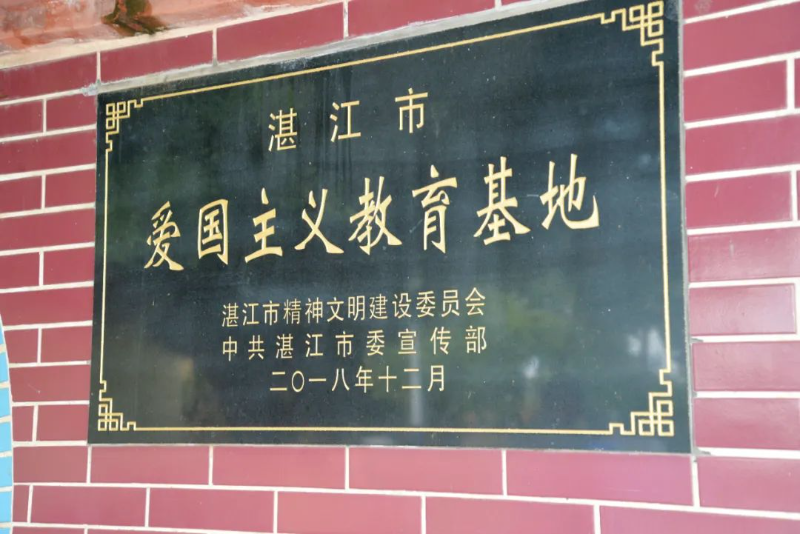 湛江市
爱国主义教育基地
湛江市精神文明建设委员会
中共湛江市委宣传部
二〇一八年十二月